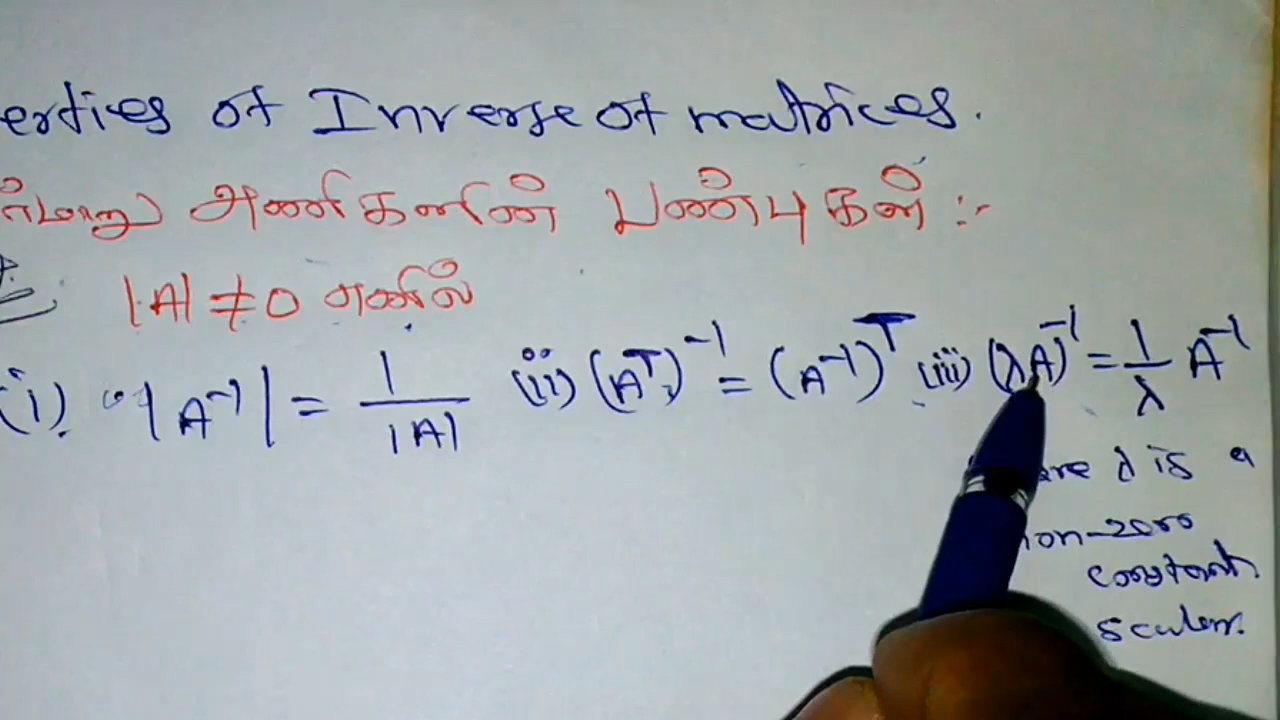 erties of Inverse of matrices.
அணிகளின் பண்புகள் :-
|A| ≠ 0 எனில்
(i). |A⁻¹| = 1/|A| (ii) (Aᵀ)⁻¹ = (A⁻¹)ᵀ (iii) (λA)⁻¹ = 1/λ A⁻¹
λ is a
non-zero
constant